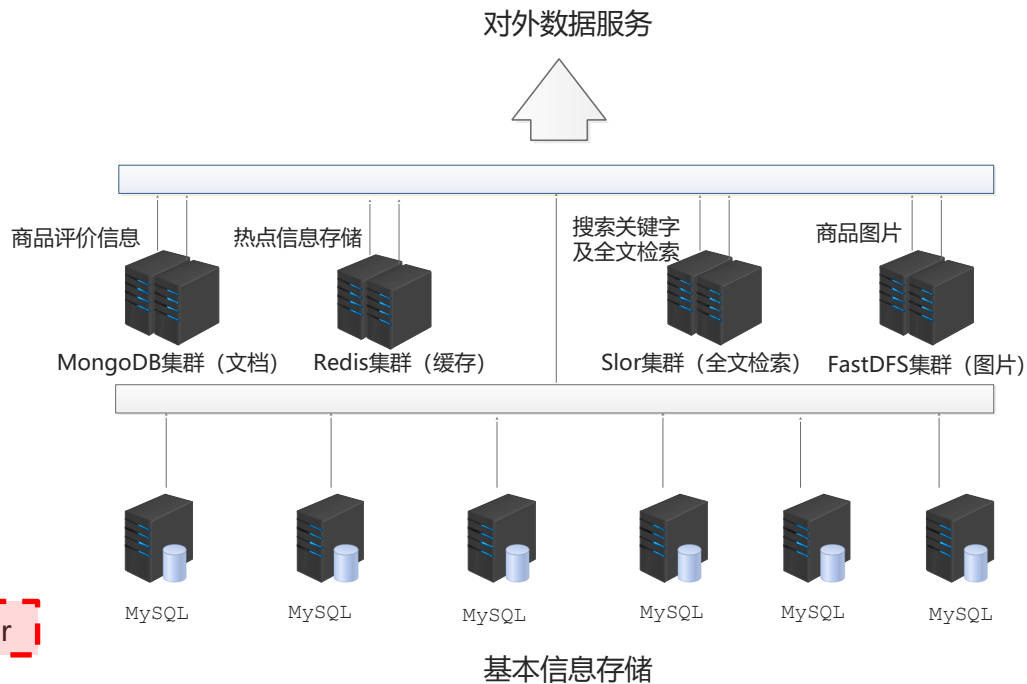 对外数据服务
商品评价信息
热点信息存储
搜索关键字
及全文检索
商品图片
MongoDB集群（文档）
Redis集群（缓存）
Slor集群（全文检索）
FastDFS集群（图片）
MySQL
MySQL
MySQL
MySQL
MySQL
MySQL
r
基本信息存储